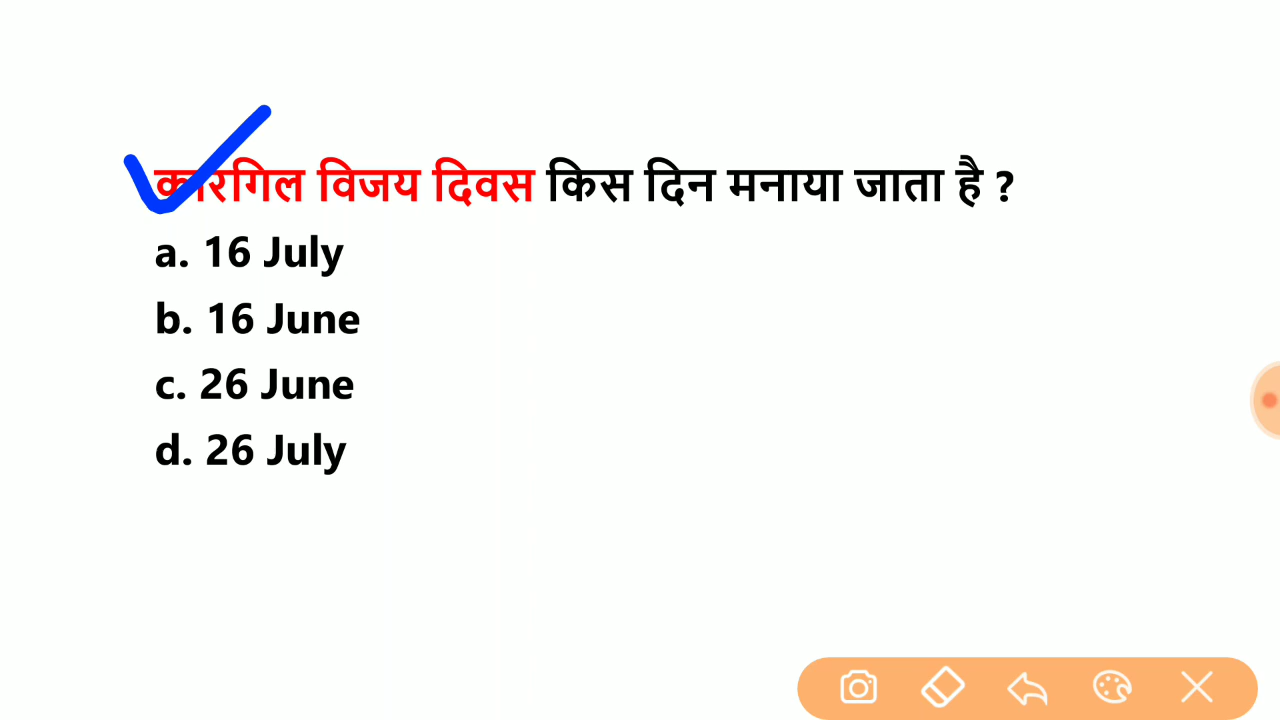 कारगिल विजय दिवस किस दिन मनाया जाता है ?
a. 16 July
b. 16 June
c. 26 June
d. 26 July